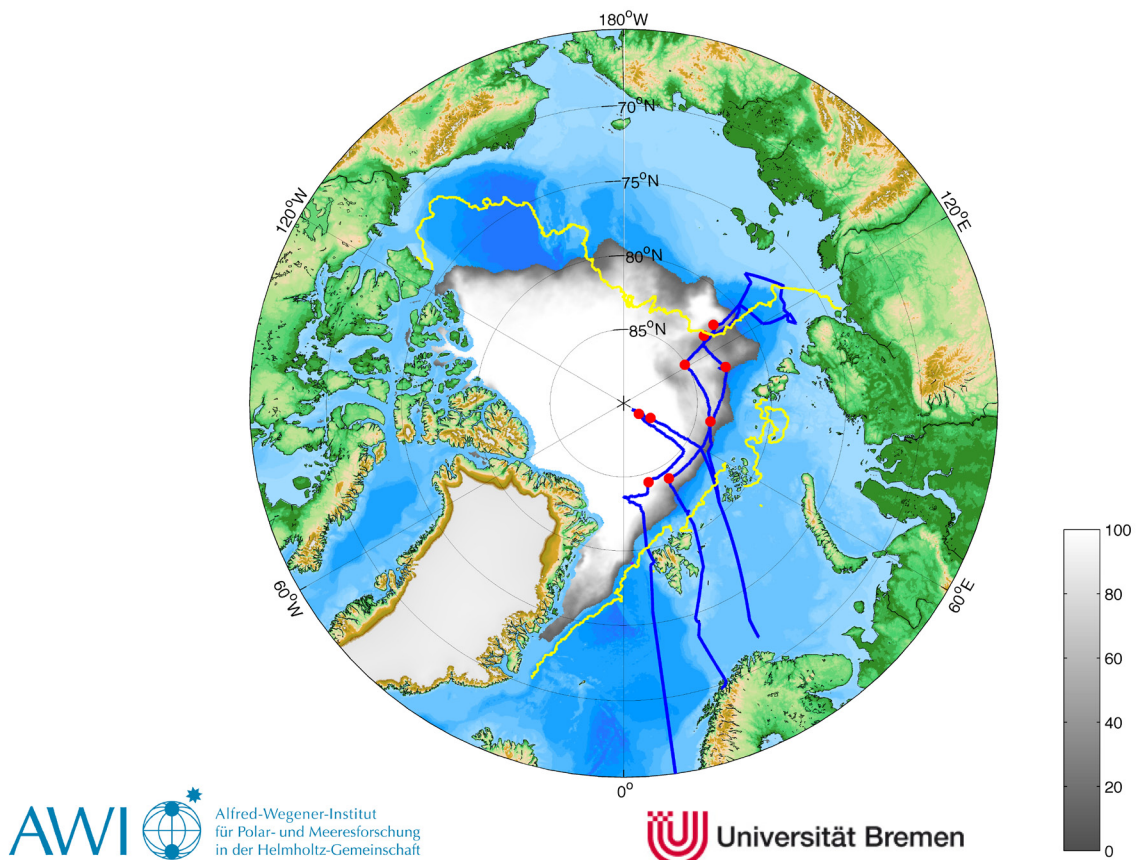 180°W
70°N
75°N
120°W
120°E
80°N
85°N
60°W
60°E
0°
100
80
60
40
20
0
AWI
Alfred-Wegener-Institut
für Polar- und Meeresforschung
in der Helmholtz-Gemeinschaft
Universität Bremen